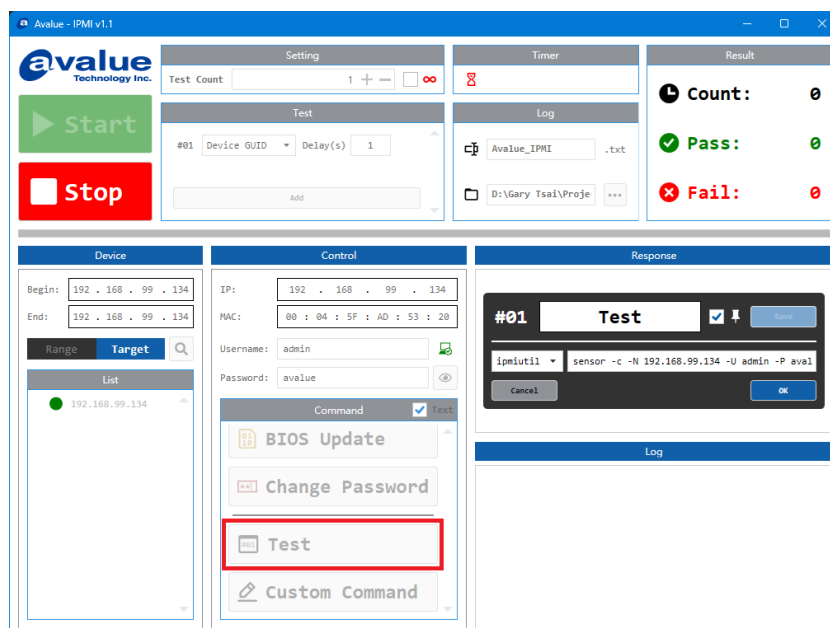 Avalue - IPMI v1.1
avalue
Technology Inc.
Start
Stop
Setting
Test Count 1
Test
#01 Device GUID Delay(s) 1
Add
Timer
Log
Avalue_IPMI .txt
D:\Gary Tsai\Proje ...
Result
Count: 0
Pass: 0
Fail: 0
Device
Begin: 192 . 168 . 99 . 134
End: 192 . 168 . 99 . 134
Range Target
List
192.168.99.134
Control
IP: 192 . 168 . 99 . 134
MAC: 00 : 04 : 5F : AD : 53 : 20
Username: admin
Password: avalue
Command Text
BIOS Update
Change Password
#01 Test
Custom Command
Response
#01 Test Save
ipmiutil sensor -c -N 192.168.99.134 -U admin -P aval
Cancel OK
Log